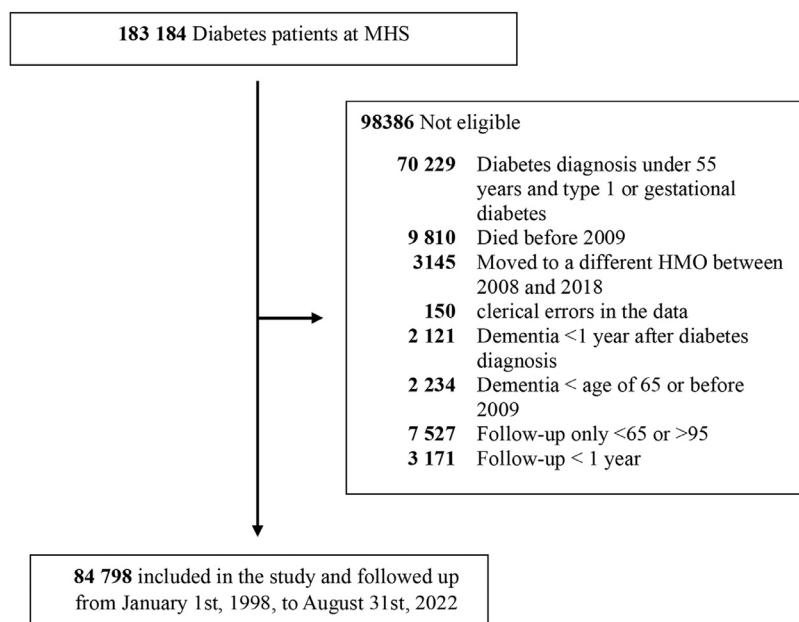 183 184 Diabetes patients at MHS
98386 Not eligible
70 229 Diabetes diagnosis under 55
years and type 1 or gestational
diabetes
9 810 Died before 2009
3145 Moved to a different HMO between
2008 and 2018
150 clerical errors in the data
2 121 Dementia <1 year after diabetes
diagnosis
2 234 Dementia < age of 65 or before
2009
7 527 Follow-up only <65 or >95
3 171 Follow-up < 1 year
84 798 included in the study and followed up
from January 1st, 1998, to August 31st, 2022